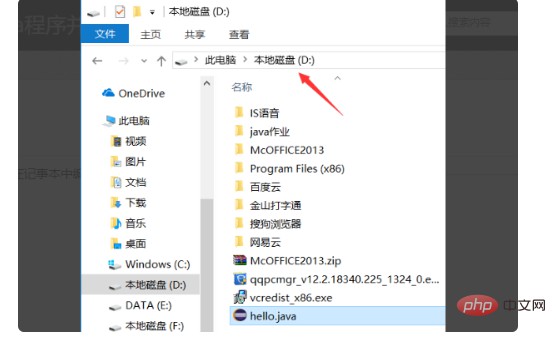 本地磁盘 (D:)
文件 主页 共享 查看
此电脑 本地磁盘 (D:)
名称
OneDrive
此电脑
视频
图片
文档
下载
音乐
桌面
Windows (C:)
本地磁盘 (D:)
DATA (E:)
本地磁盘 (F:)
IS语音
java作业
McOFFICE2013
Program Files (x86)
百度云
金山打字通
搜狗浏览器
网易云
McOFFICE2013.zip
qqpcmgr_v12.2.18340.225_1324_0.e...
vcredist_x86.exe
hello.java
php 中文网